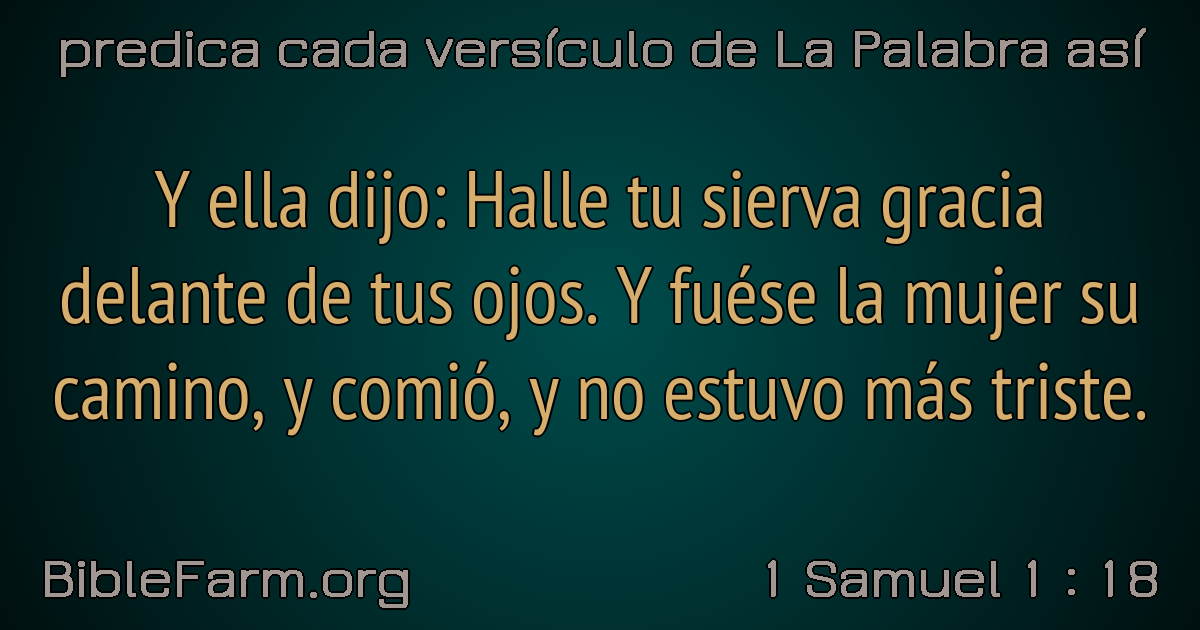 predica cada versículo de La Palabra así
Y ella dijo: Halle tu sierva gracia
delante de tus ojos. Y fuése la mujer su
camino, y comió, y no estuvo más triste.
BibleFarm.org
1 Samuel 1 : 18